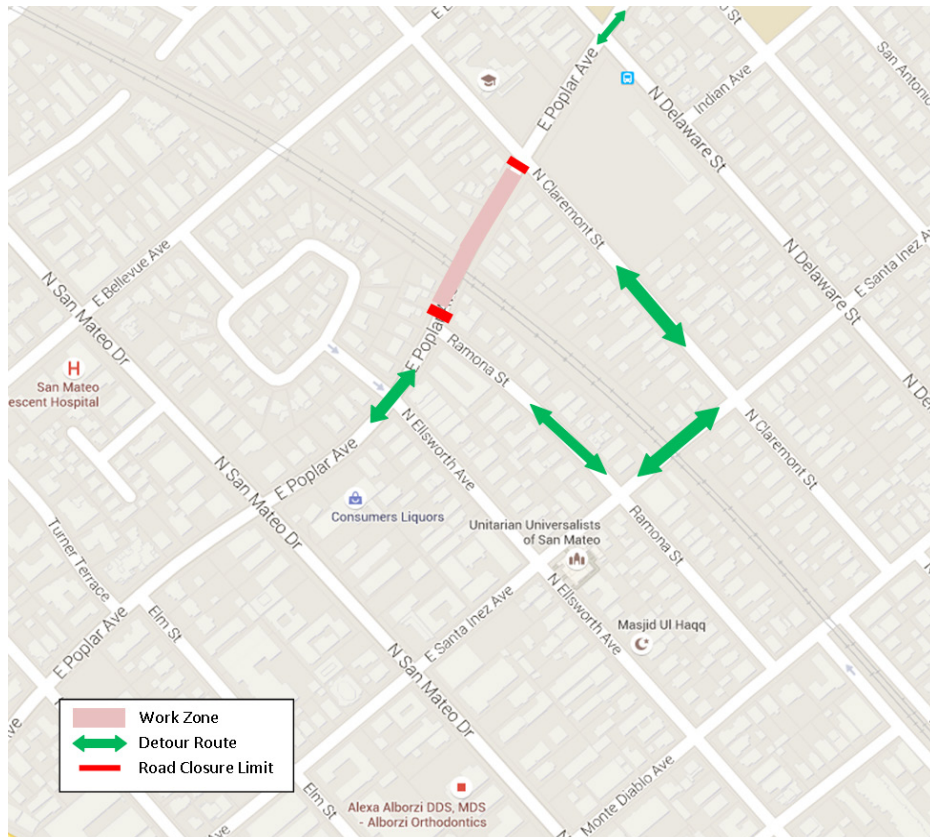 E Poplar Ave
N Delaware St
Indian Ave
San Antonio
N Claremont St
E Bellevue Ave
N San Mateo Dr
N Delaware St
E Santa Inez Ave
E Poplar Ave
Ramona St
San Mateo
escent Hospital
N Dela
N Claremont St
N Ellsworth Ave
E Poplar Ave
N San Mateo Dr
Consumers Liquors
Ramona St
Unitarian Universalists
of San Mateo
Turner Terrace
Elm St
E Poplar Ave
N Ellsworth Ave
E Santa Inez Ave
Masjid Ul Haqq
N San Mateo Dr
Work Zone
Detour Route
Road Closure Limit
Elm St
Monte Diablo Ave
Alexa Alborzi DDS, MDS
- Alborzi Orthodontics